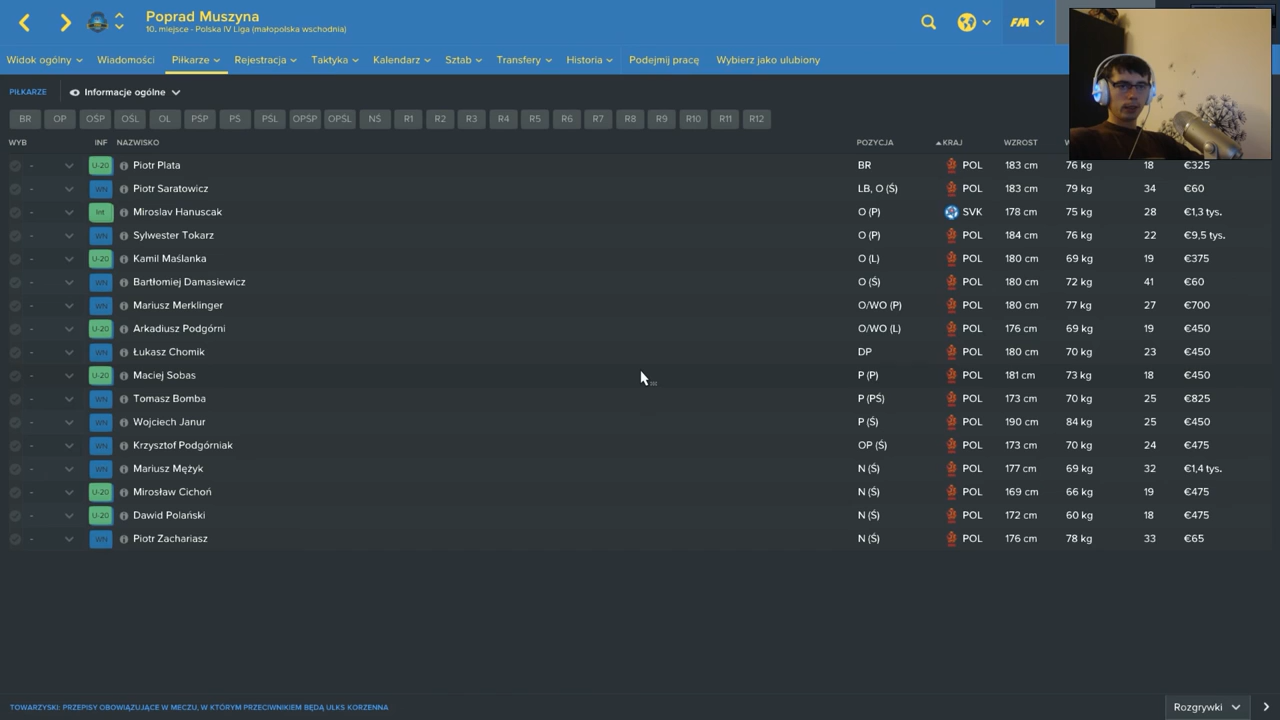 Poprad Muszyna
10. miejsce - Polska IV Liga (małopolska wschodnia)
FM
Widok ogólny Wiadomości Piłkarze Rejestracja Taktyka Kalendarz Sztab Transfery Historia Podejmij pracę Wybierz jako ulubiony
PIŁKARZE Informacje ogólne
BR OP OŚP OŚL OL PŚP PŚ PŚL OPŚP OPŚL NŚ R1 R2 R3 R4 R5 R6 R7 R8 R9 R10 R11 R12
WYB INF NAZWISKO POZYCJA KRAJ WZROST
- U-20 Piotr Plata BR POL 183 cm 76 kg 18 €325
- WN Piotr Saratowicz LB, O (Ś) POL 183 cm 79 kg 34 €60
- Int Miroslav Hanuscak O (P) SVK 178 cm 75 kg 28 €1,3 tys.
- WN Sylwester Tokarz O (P) POL 184 cm 76 kg 22 €9,5 tys.
- U-20 Kamil Maślanka O (L) POL 180 cm 69 kg 19 €375
- WN Bartłomiej Damasiewicz O (Ś) POL 180 cm 72 kg 41 €60
- WN Mariusz Merklinger O/WO (P) POL 180 cm 77 kg 27 €700
- U-20 Arkadiusz Podgórni O/WO (L) POL 176 cm 69 kg 19 €450
- WN Łukasz Chomik DP POL 180 cm 70 kg 23 €450
- U-20 Maciej Sobas P (P) POL 181 cm 73 kg 18 €450
- WN Tomasz Bomba P (PŚ) POL 173 cm 70 kg 25 €825
- WN Wojciech Janur P (Ś) POL 190 cm 84 kg 25 €450
- WN Krzysztof Podgórniak OP (Ś) POL 173 cm 70 kg 24 €475
- WN Mariusz Mężyk N (Ś) POL 177 cm 69 kg 32 €1,4 tys.
- U-20 Mirosław Cichoń N (Ś) POL 169 cm 66 kg 19 €475
- U-20 Dawid Polański N (Ś) POL 172 cm 60 kg 18 €475
- WN Piotr Zachariasz N (Ś) POL 176 cm 78 kg 33 €65
TOWARZYSKI: PRZEPISY OBOWIĄZUJĄCE W MECZU, W KTÓRYM PRZECIWNIKIEM BĘDĄ ULKS KORZENNA Rozgrywki